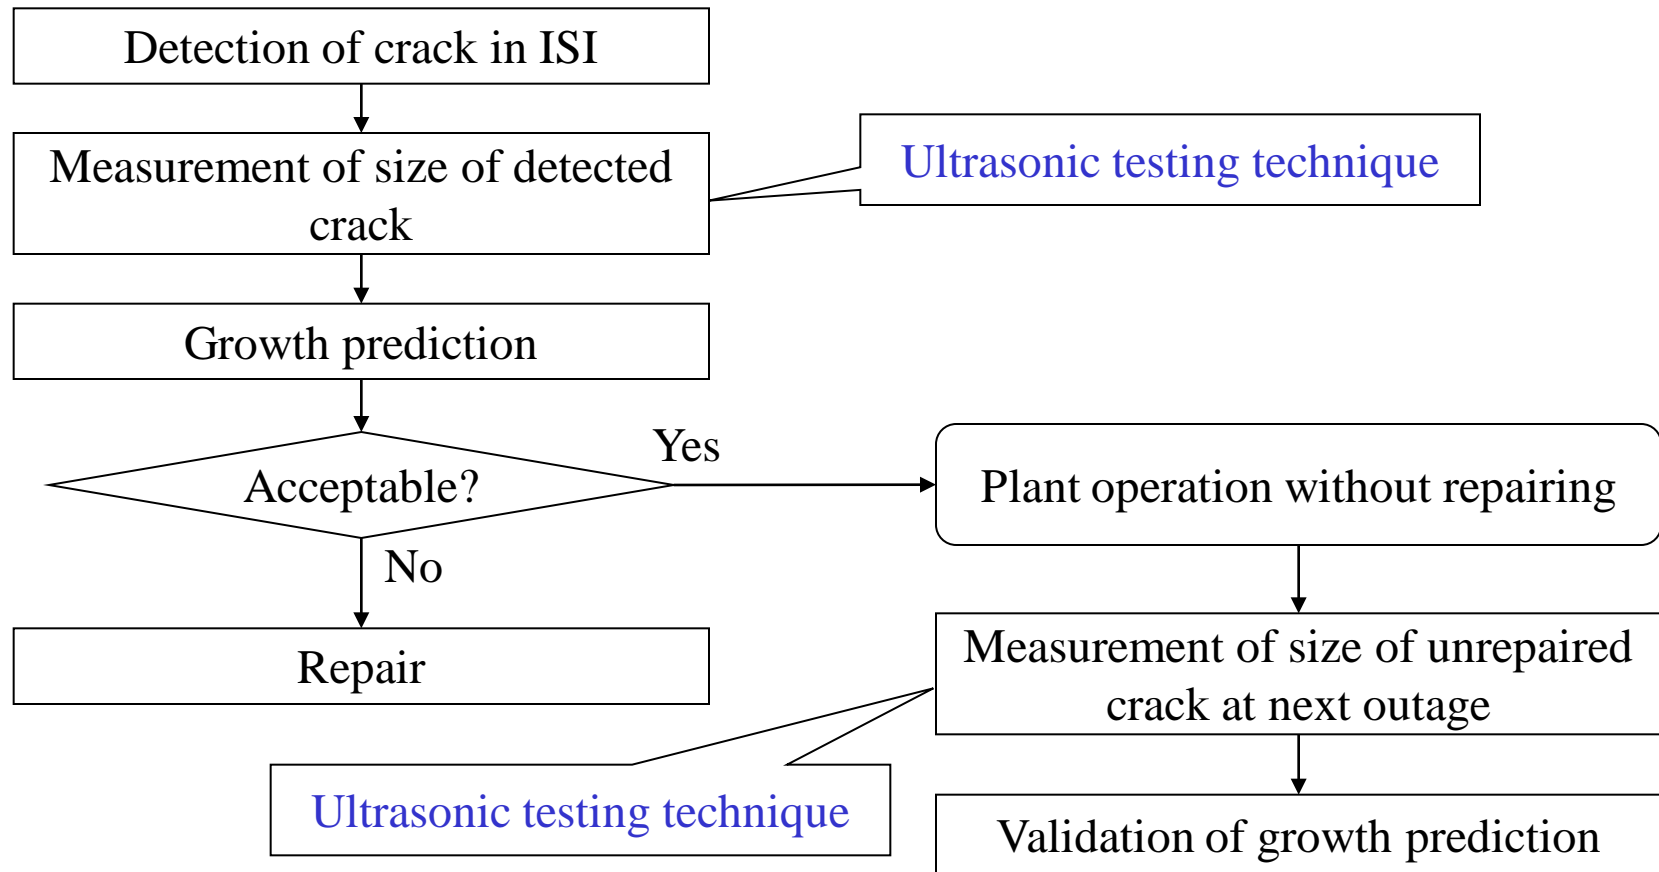 Detection of crack in ISI
Measurement of size of detected
crack
Ultrasonic testing technique
Growth prediction
Acceptable?
Yes
Plant operation without repairing
No
Repair
Measurement of size of unrepaired
crack at next outage
Ultrasonic testing technique
Validation of growth prediction